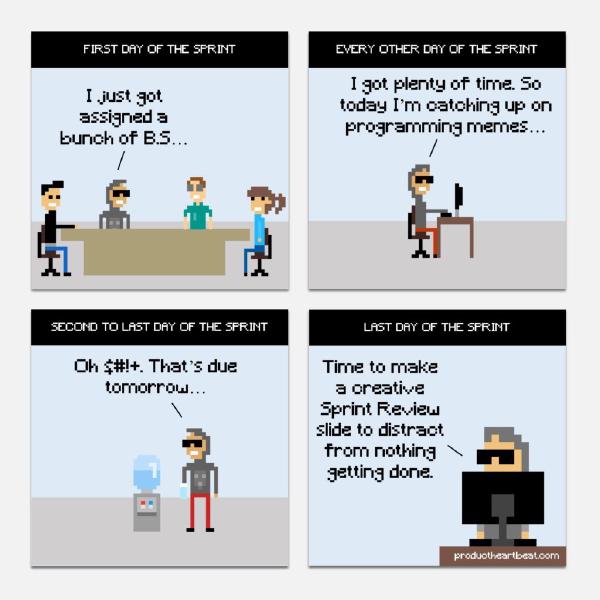 FIRST DAY OF THE SPRINT
I just got
assigned a
bunch of B.S...
EVERY OTHER DAY OF THE SPRINT
I got plenty of time. So
today I'm catching up on
programming memes...
SECOND TO LAST DAY OF THE SPRINT
Oh $#!+. That's due
tomorrow...
LAST DAY OF THE SPRINT
Time to make
a creative
Sprint Review
slide to distract
from nothing
getting done.
productheartbeat.com